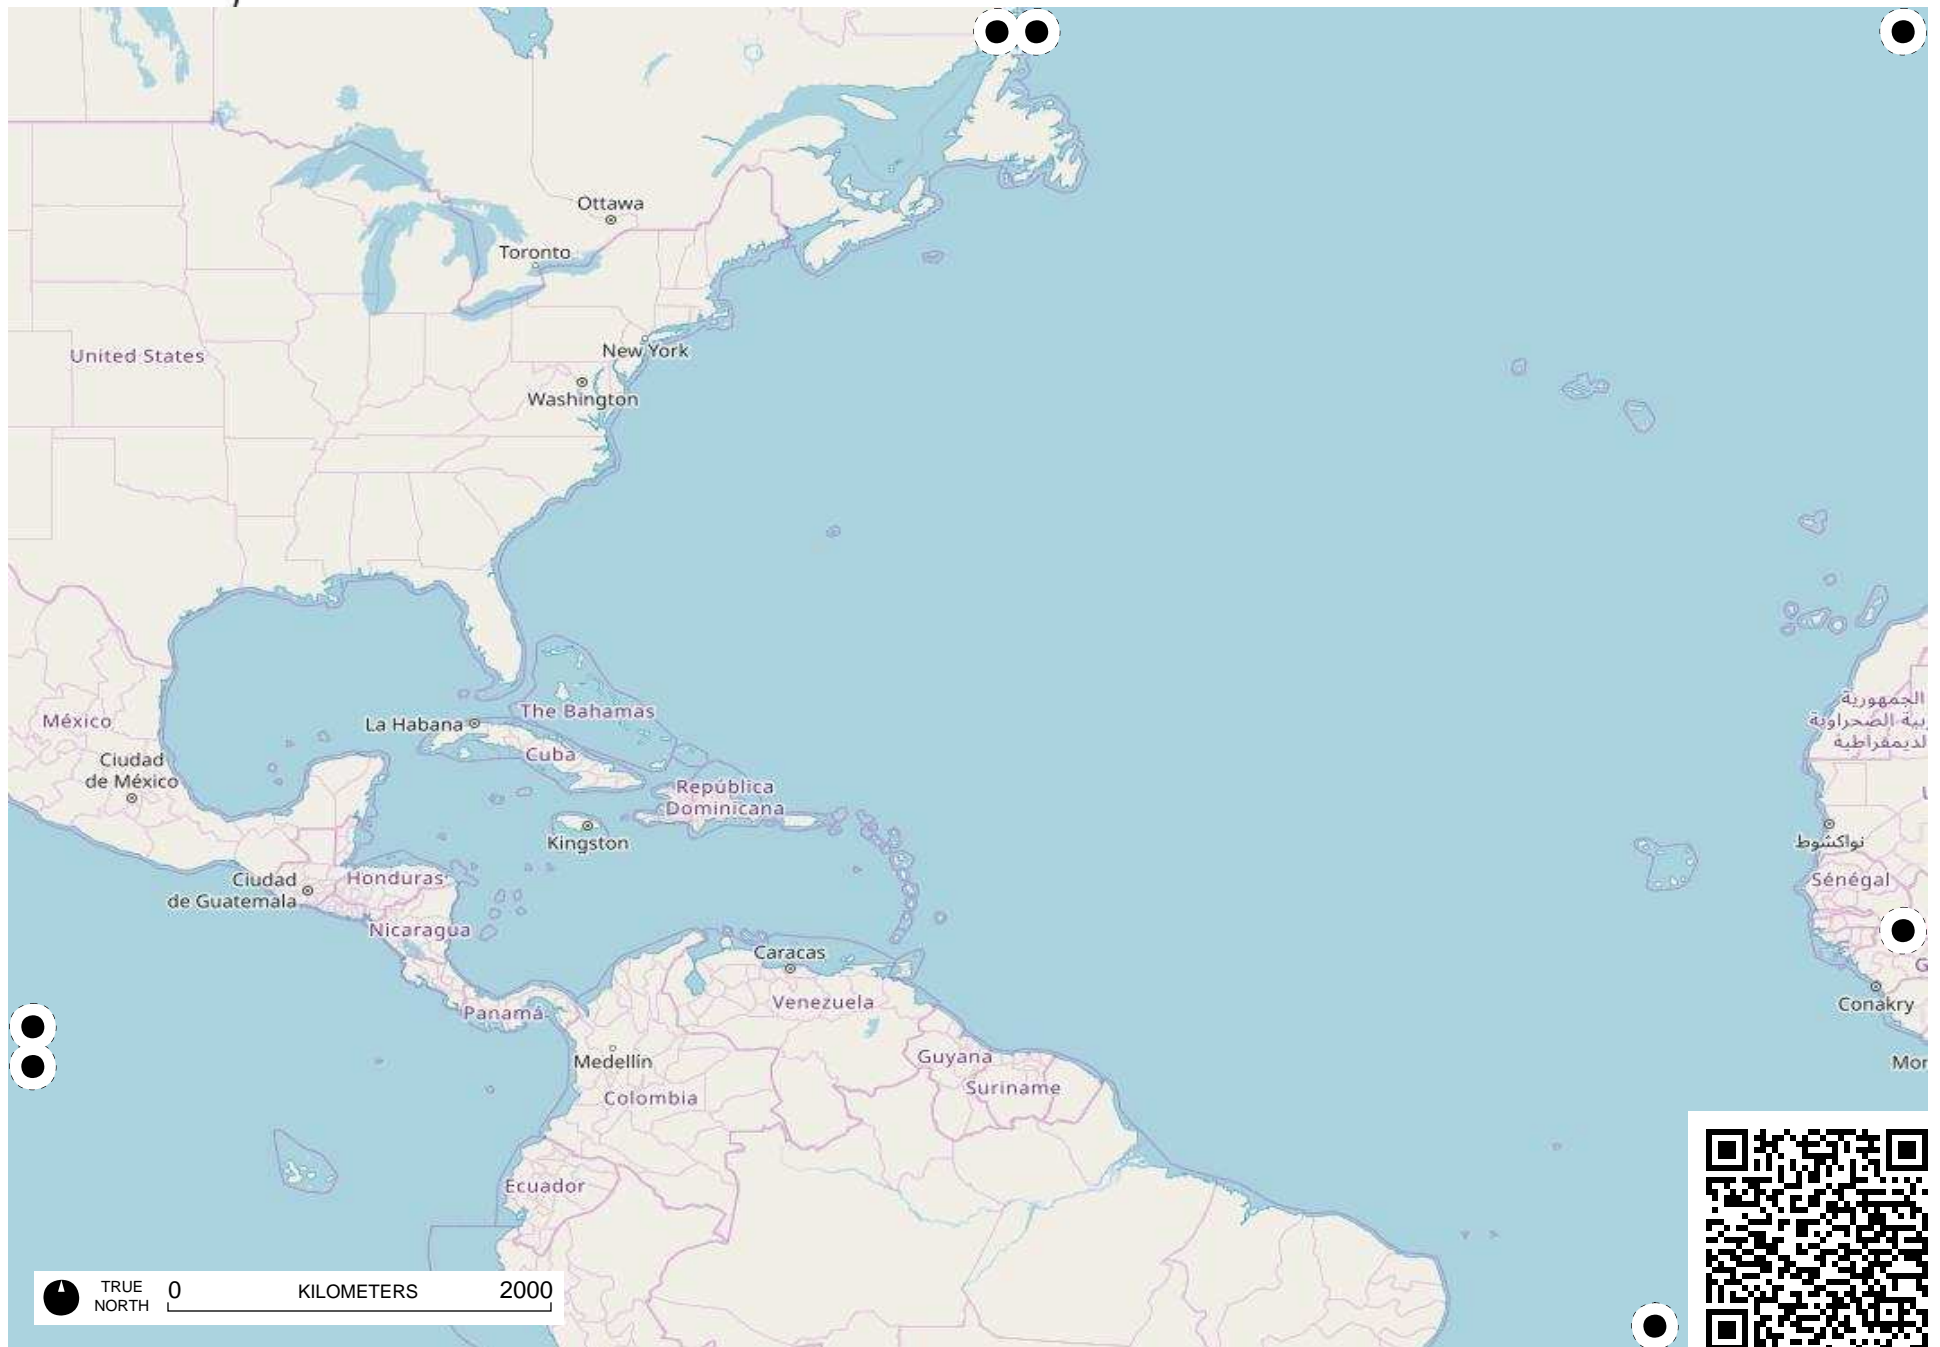 Ottawa
Toronto
New York
United States
Washington
الجمهورية
La Habana
The Bahamas
México
Cuba
Ciudad
de México
República
Dominicana
Kingston
نواكشوط
Ciudad
de Guatemala
Honduras
Sénégal
Nicaragua
Caracas
Venezuela
Conakry
Panamá
Medellín
Guyana
Suriname
Colombia
Ecuador
TRUE
NORTH
0 KILOMETERS 2000